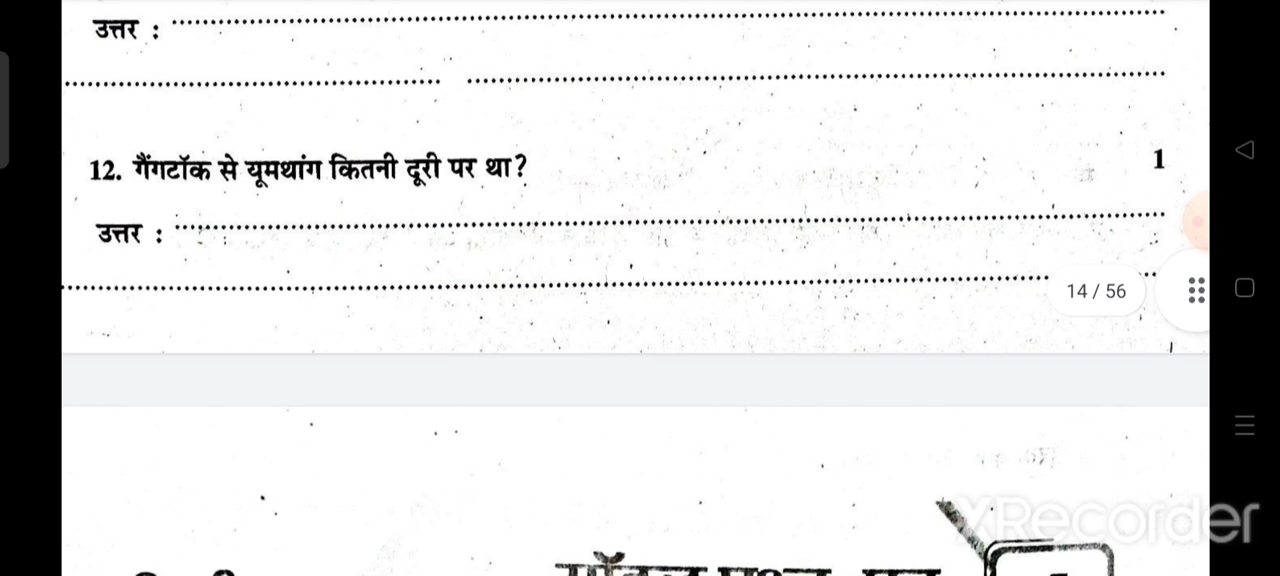 उत्तर :
12. गैंगटॉक से यूमथांग कितनी दूरी पर था? 1
उत्तर :
14 / 56
XRecorder